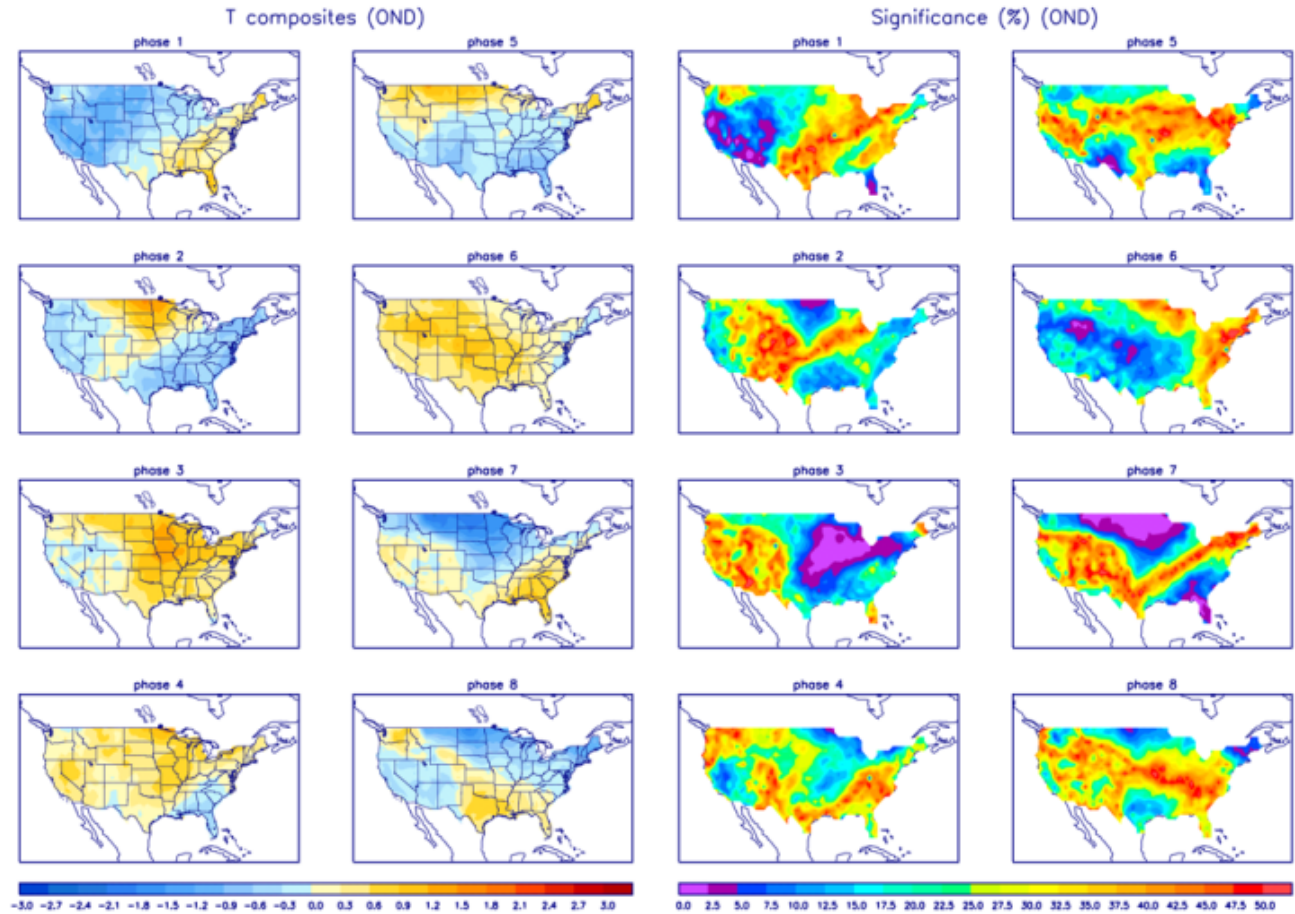 T composites (OND)
Significance (%) (OND)
phase 1
phase 5
phase 1
phase 5
phase 2
phase 6
phase 2
phase 6
phase 3
phase 7
phase 3
phase 7
phase 4
phase 8
phase 4
phase 8
-3.0 -2.7 -2.4 -2.1 -1.8 -1.5 -1.2 -0.9 -0.6 -0.3 0.0 0.3 0.6 0.9 1.2 1.5 1.8 2.1 2.4 2.7 3.0
0.0 2.5 5.0 7.5 10.0 12.5 15.0 17.5 20.0 22.5 25.0 27.5 30.0 32.5 35.0 37.5 40.0 42.5 45.0 47.5 50.0